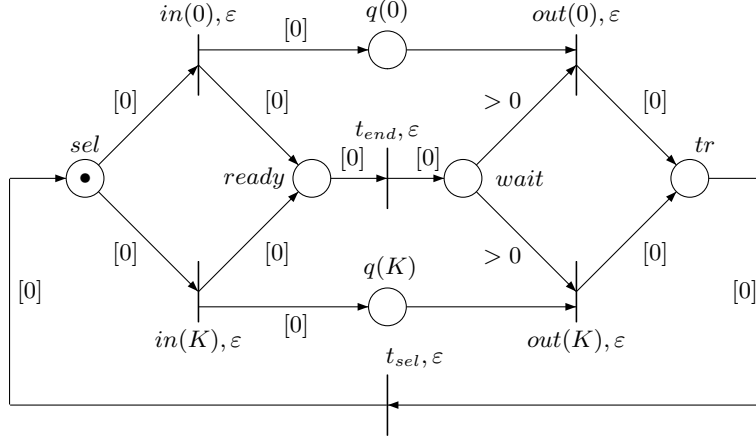 in(0), ε
q(0)
out(0), ε
[0]
[0]
[0]
> 0
[0]
sel
t_end, ε
tr
[0]
[0]
ready
wait
[0]
[0]
> 0
[0]
q(K)
[0]
[0]
[0]
in(K), ε
out(K), ε
t_sel, ε